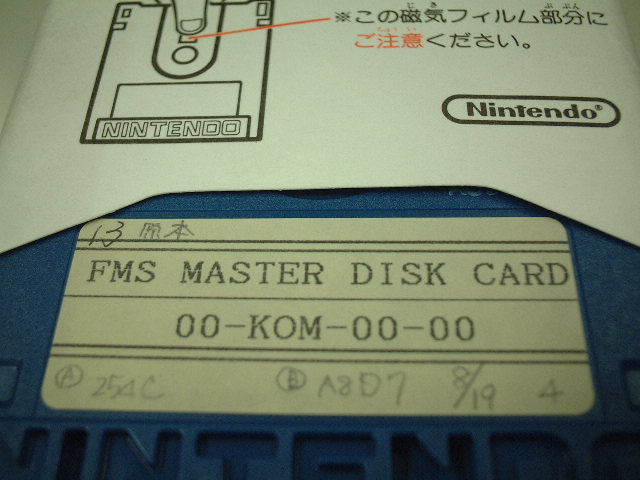 ※この磁気フィルム部分に
ご注意ください。
NINTENDO
Nintendo®
13 原本
FMS MASTER DISK CARD
00-KOM-00-00
Ⓐ 254C Ⓑ A8D7 8/19 4
NINTENDO